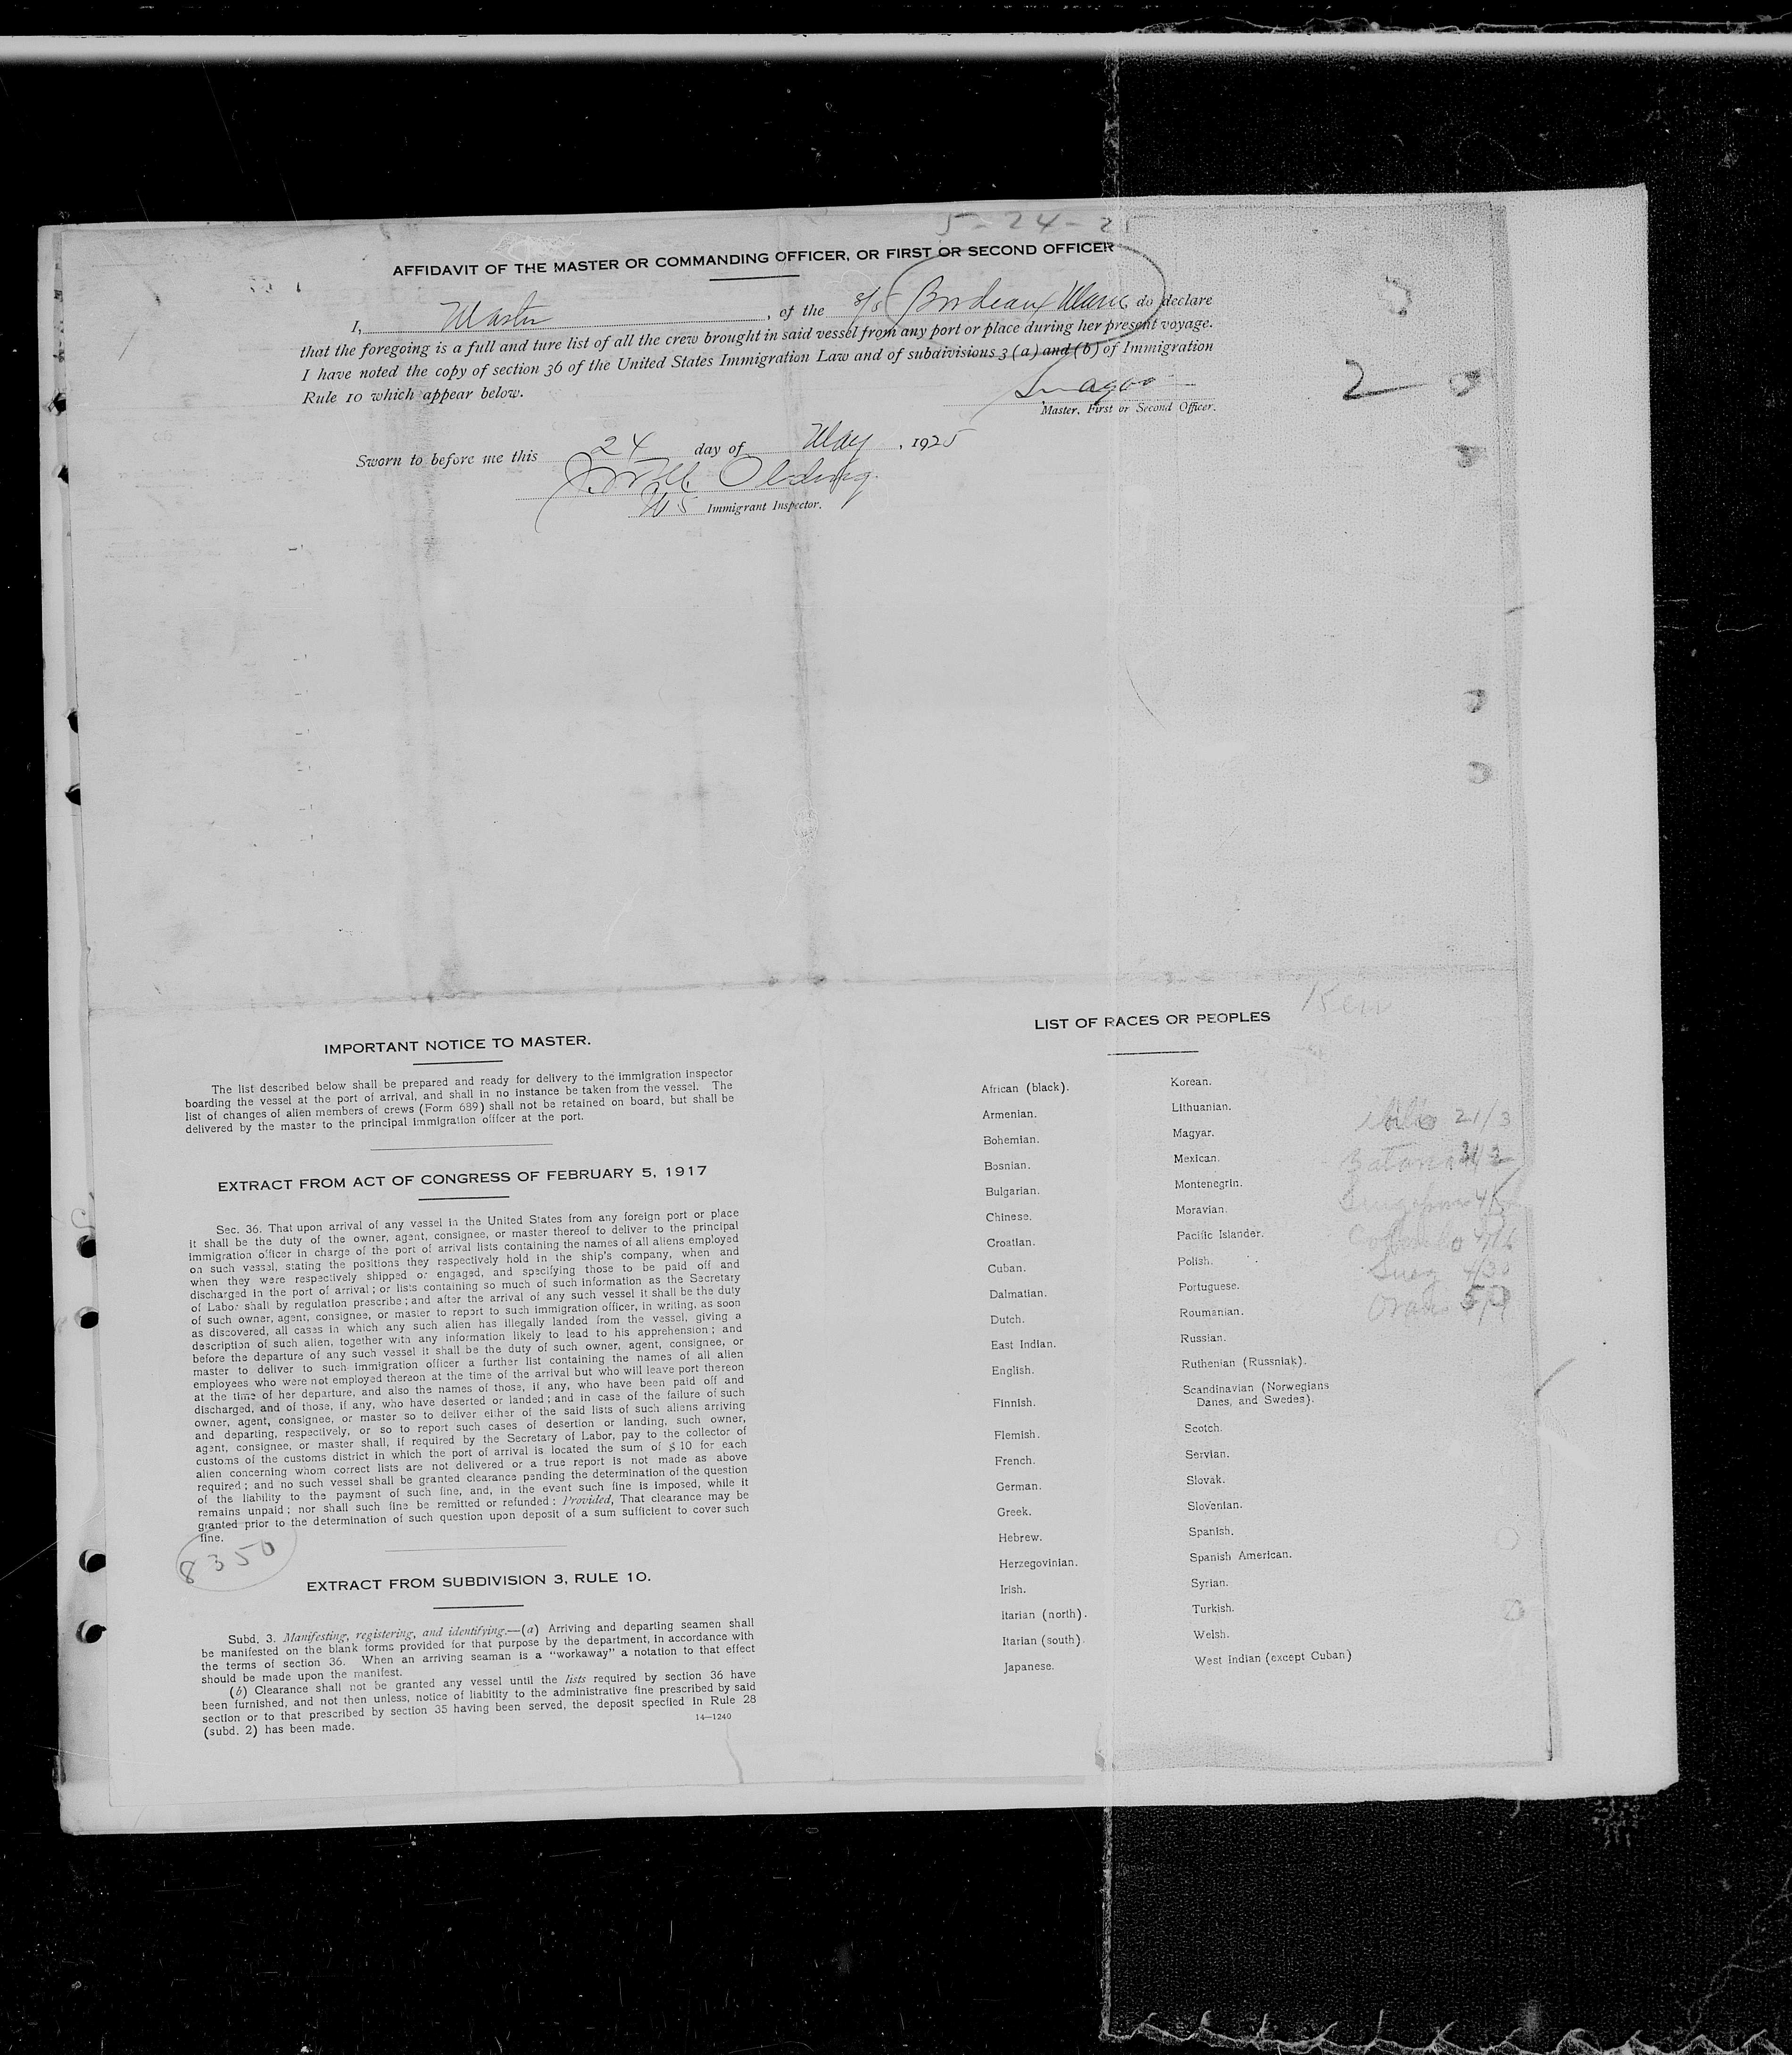 5-24-25
AFFIDAVIT OF THE MASTER OR COMMANDING OFFICER, OR FIRST OR SECOND OFFICER
I, Master, of the s/s Bordeaux Maru do declare
that the foregoing is a full and ture list of all the crew brought in said vessel from any port or place during her present voyage.
I have noted the copy of section 36 of the United States Immigration Law and of subdivisions 3 (a) and (b) of Immigration
Rule 10 which appear below.
2
Master, First or Second Officer.
Sworn to before me this 24 day of May, 1925
US Immigrant Inspector.
IMPORTANT NOTICE TO MASTER.
The list described below shall be prepared and ready for delivery to the immigration inspector
boarding the vessel at the port of arrival, and shall in no instance be taken from the vessel. The
list of changes of alien members of crews (Form 689) shall not be retained on board, but shall be
delivered by the master to the principal immigration officer at the port.
EXTRACT FROM ACT OF CONGRESS OF FEBRUARY 5, 1917
Sec. 36. That upon arrival of any vessel in the United States from any foreign port or place
it shall be the duty of the owner, agent, consignee, or master thereof to deliver to the principal
immigration officer in charge of the port of arrival lists containing the names of all aliens employed
on such vessel, stating the positions they respectively hold in the ship's company, when and
when they were respectively shipped or engaged, and specifying those to be paid off and
discharged in the port of arrival; or lists containing so much of such information as the Secretary
of Labor shall by regulation prescribe; and after the arrival of any such vessel it shall be the duty
of such owner, agent, consignee, or master to report to such immigration officer, in writing, as soon
as discovered, all cases in which any such alien has illegally landed from the vessel, giving a
description of such alien, together with any information likely to lead to his apprehension; and
before the departure of any such vessel it shall be the duty of such owner, agent, consignee, or
master to deliver to such immigration officer a further list containing the names of all alien
employees who were not employed thereon at the time of the arrival but who will leave port thereon
at the time of her departure, and also the names of those, if any, who have been paid off and
discharged, and of those, if any, who have deserted or landed; and in case of the failure of such
owner, agent, consignee, or master so to deliver either of the said lists of such aliens arriving
and departing, respectively, or so to report such cases of desertion or landing, such owner,
agent, consignee, or master shall, if required by the Secretary of Labor, pay to the collector of
customs of the customs district in which the port of arrival is located the sum of $ 10 for each
alien concerning whom correct lists are not delivered or a true report is not made as above
required; and no such vessel shall be granted clearance pending the determination of the question
of the liability to the payment of such fine, and, in the event such fine is imposed, while it
remains unpaid; nor shall such fine be remitted or refunded: Provided, That clearance may be
granted prior to the determination of such question upon deposit of a sum sufficient to cover such
fine.
8350
EXTRACT FROM SUBDIVISION 3, RULE 10.
Subd. 3. Manifesting, registering, and identifying.—(a) Arriving and departing seamen shall
be manifested on the blank forms provided for that purpose by the department, in accordance with
the terms of section 36. When an arriving seaman is a "workaway" a notation to that effect
should be made upon the manifest.
(b) Clearance shall not be granted any vessel until the lists required by section 36 have
been furnished, and not then unless, notice of liabitity to the administrative fine prescribed by said
section or to that prescribed by section 35 having been served, the deposit specfied in Rule 28
(subd. 2) has been made.
14—1240
LIST OF RACES OR PEOPLES
African (black).
Armenian.
Bohemian.
Bosnian.
Bulgarian.
Chinese.
Croatian.
Cuban.
Dalmatian.
Dutch.
East Indian.
English.
Finnish.
Flemish.
French.
German.
Greek.
Hebrew.
Herzegovinian.
Irish.
Itarian (north).
Itarian (south).
Japanese.
Korean.
Lithuanian.
Magyar.
Mexican.
Montenegrin.
Moravian.
Pacific Islander.
Polish.
Portuguese.
Roumanian.
Russian.
Ruthenian (Russniak).
Scandinavian (Norwegians
Danes, and Swedes).
Scotch.
Servian.
Slovak.
Slovenian.
Spanish.
Spanish American.
Syrian.
Turkish.
Welsh.
West Indian (except Cuban)
21/3
Singapore
Colombo 4/16
Suez 4/30